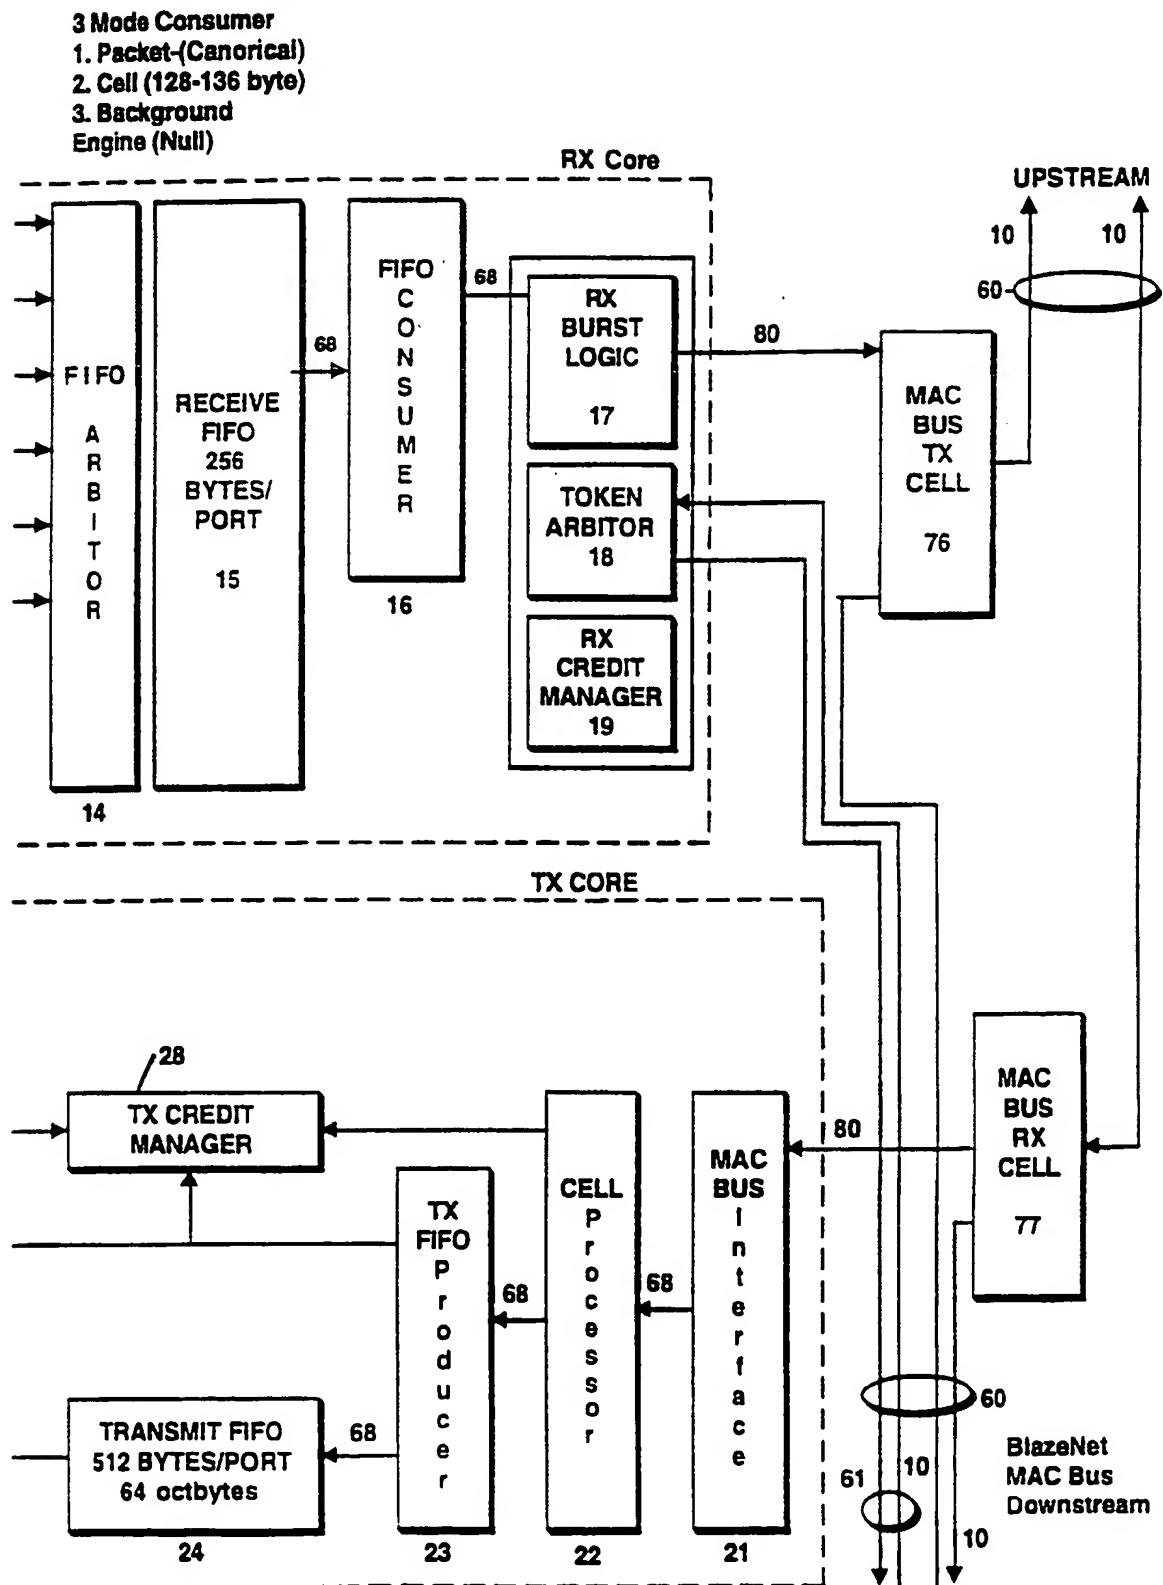 3 Mode Consumer
1. Packet-(Canorical)
2. Cell (128-136 byte)
3. Background
Engine (Null)
RX Core
UPSTREAM
10
10
60
FIFO
ARBITOR
14
RECEIVE
FIFO
256
BYTES/
PORT
15
68
FIFO
CONSUMER
16
68
RX
BURST
LOGIC
17
TOKEN
ARBITOR
18
RX
CREDIT
MANAGER
19
80
MAC
BUS
TX
CELL
76
TX CORE
28
TX CREDIT
MANAGER
TRANSMIT FIFO
512 BYTES/PORT
64 octbytes
24
68
TX
FIFO
Producer
23
68
CELL
Processor
22
68
MAC
BUS
Interface
21
80
MAC
BUS
RX
CELL
77
60
61
10
10
BlazeNet
MAC Bus
Downstream